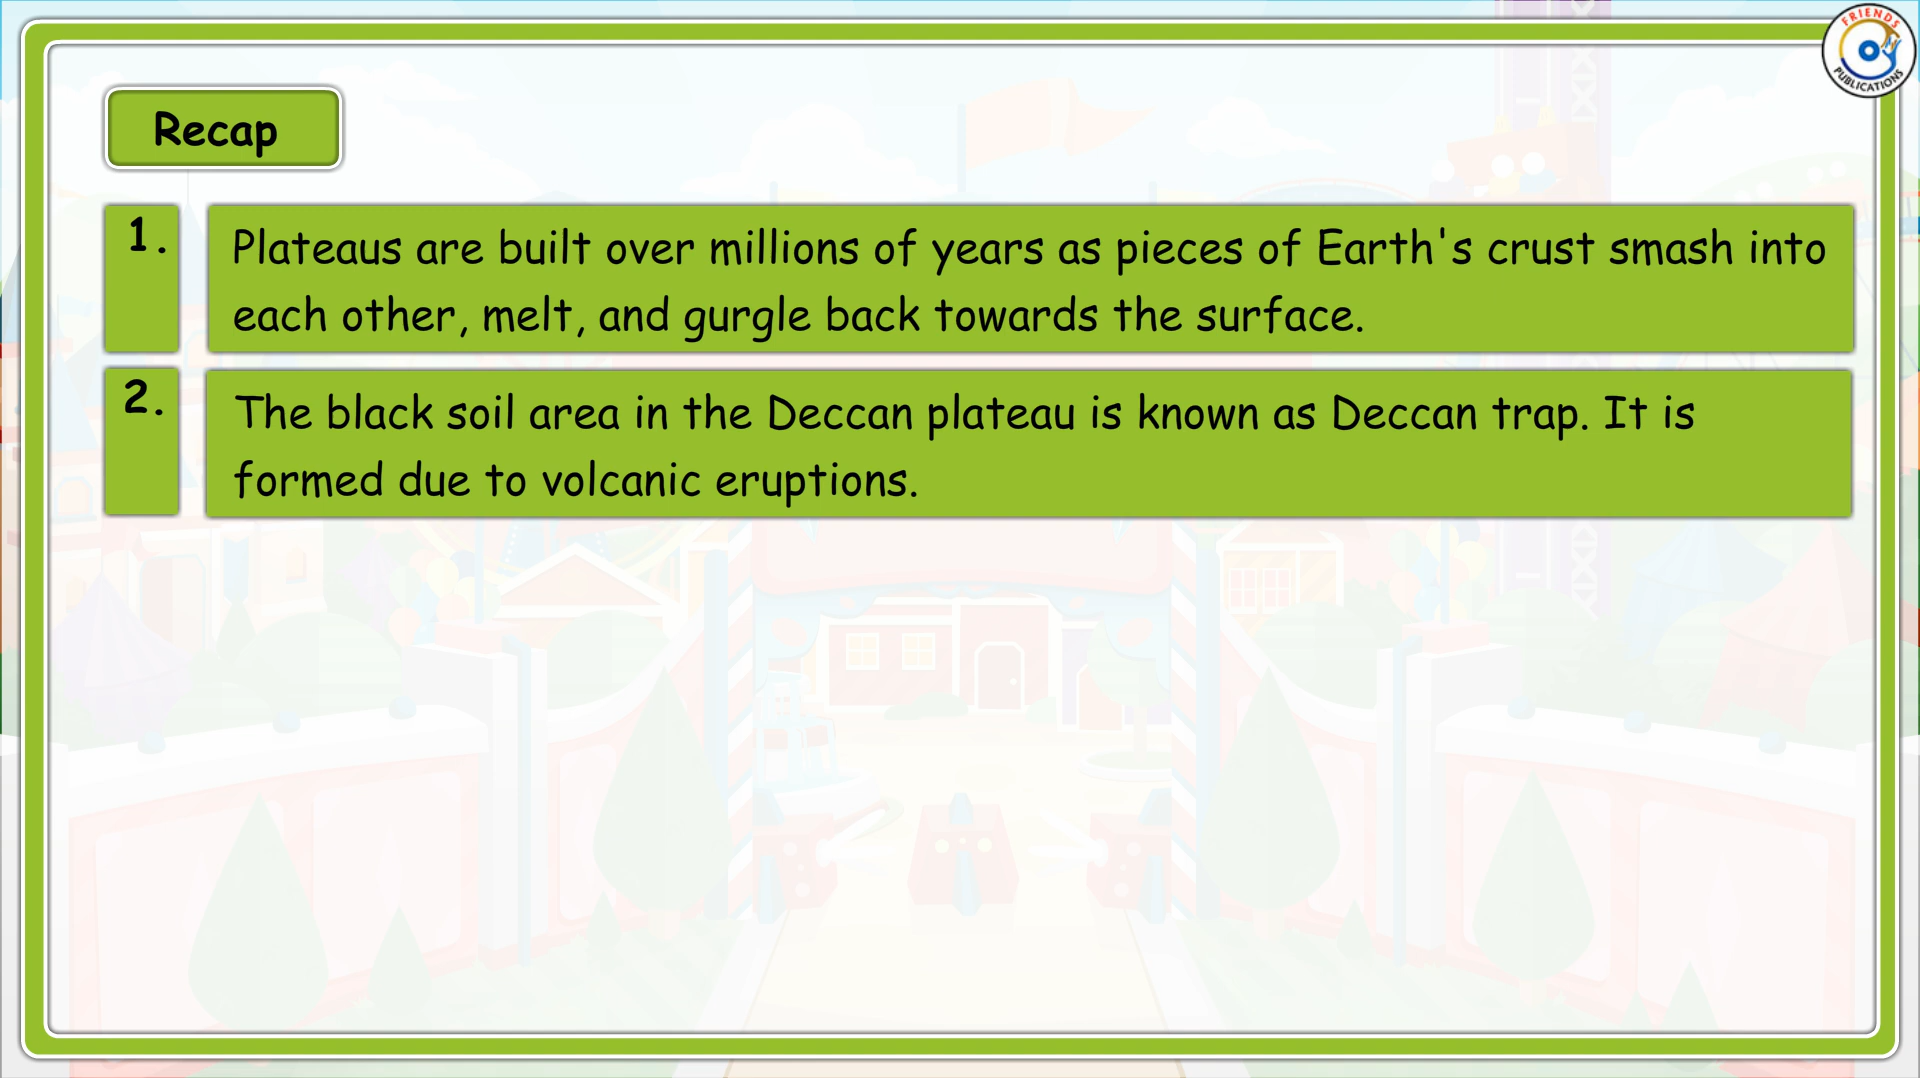 FRIENDS
PUBLICATIONS
Recap
1.
Plateaus are built over millions of years as pieces of Earth's crust smash into
each other, melt, and gurgle back towards the surface.
2.
The black soil area in the Deccan plateau is known as Deccan trap. It is
formed due to volcanic eruptions.